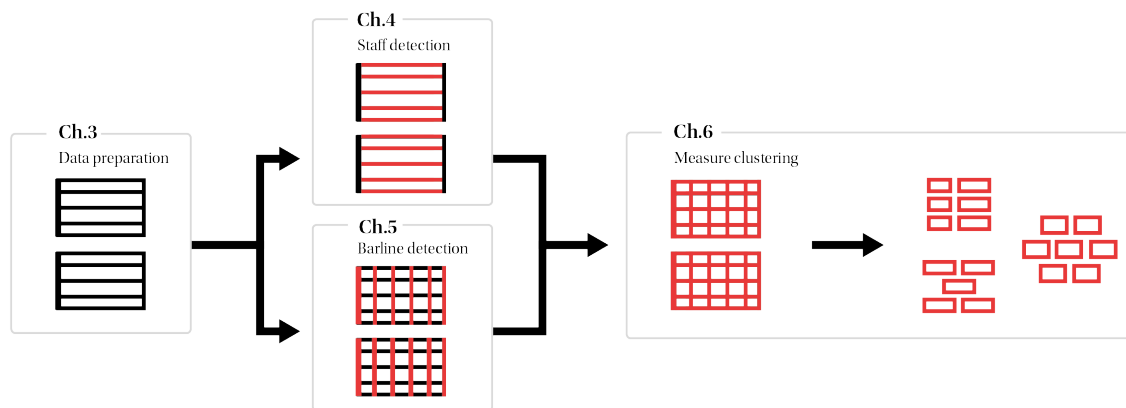 Ch.3
Data preparation
Ch.4
Staff detection
Ch.5
Barline detection
Ch.6
Measure clustering